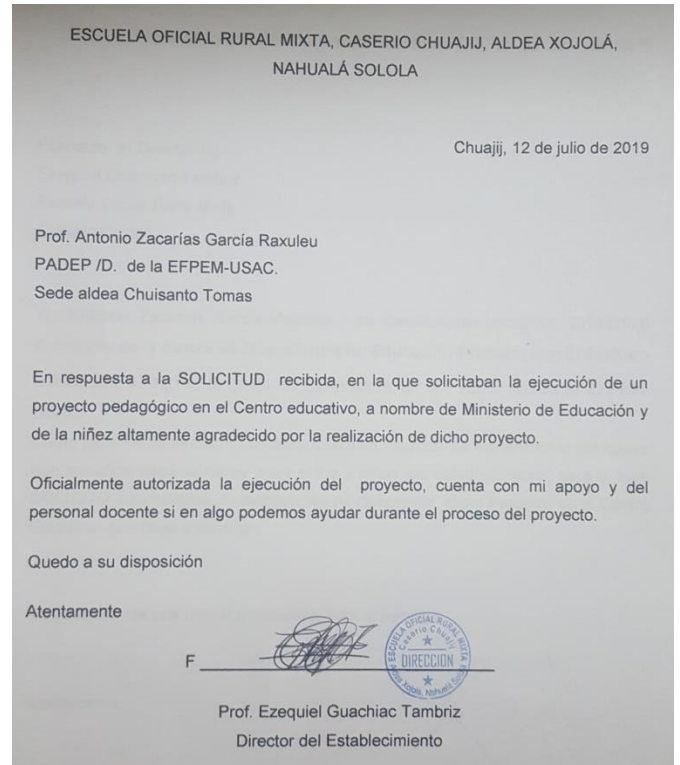 ESCUELA OFICIAL RURAL MIXTA, CASERIO CHUAJIJ, ALDEA XOJOLÁ,
NAHUALÁ SOLOLA
Chuajij, 12 de julio de 2019
Prof. Antonio Zacarías García Raxuleu
PADEP /D. de la EFPEM-USAC.
Sede aldea Chuisanto Tomas
En respuesta a la SOLICITUD recibida, en la que solicitaban la ejecución de un
proyecto pedagógico en el Centro educativo, a nombre de Ministerio de Educación y
de la niñez altamente agradecido por la realización de dicho proyecto.
Oficialmente autorizada la ejecución del proyecto, cuenta con mi apoyo y del
personal docente si en algo podemos ayudar durante el proceso del proyecto.
Quedo a su disposición
Atentamente
F
ESCUELA OFICIAL RURAL MIXTA
Caserio Chuajij
DIRECCION
Aldea Xojolá, Nahualá
Prof. Ezequiel Guachiac Tambriz
Director del Establecimiento